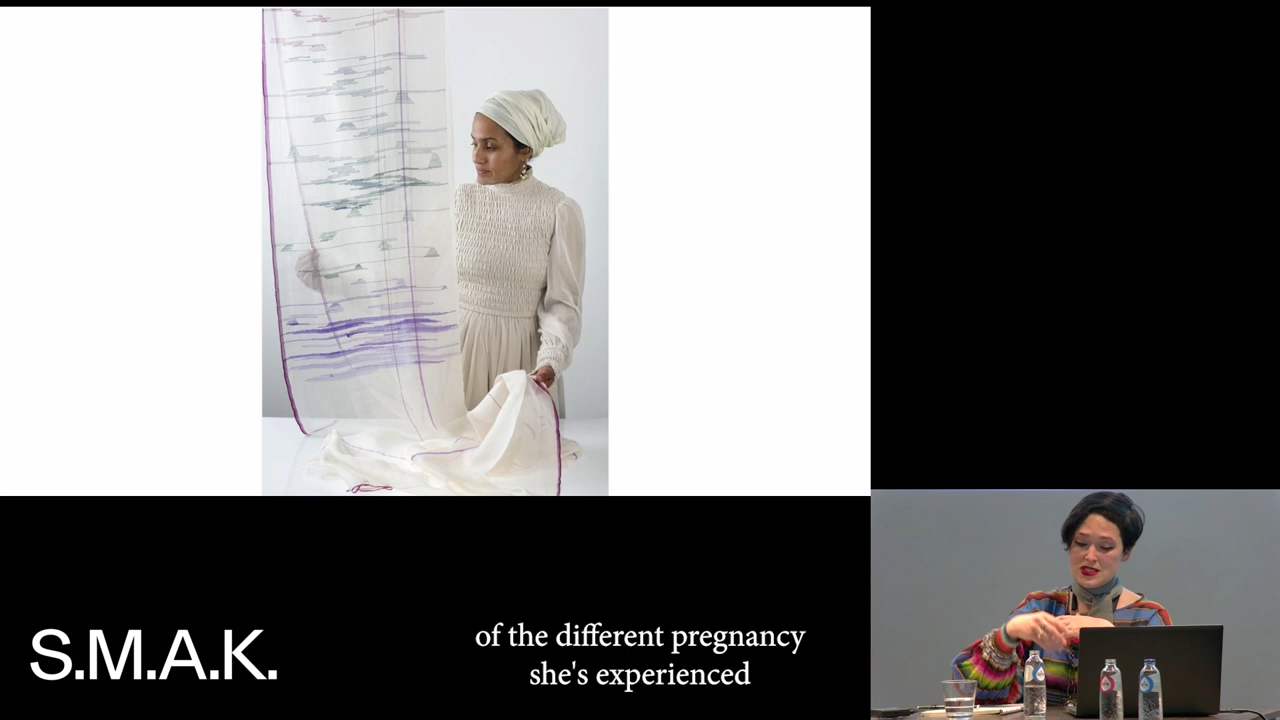 S.M.A.K.
of the different pregnancy
she's experienced